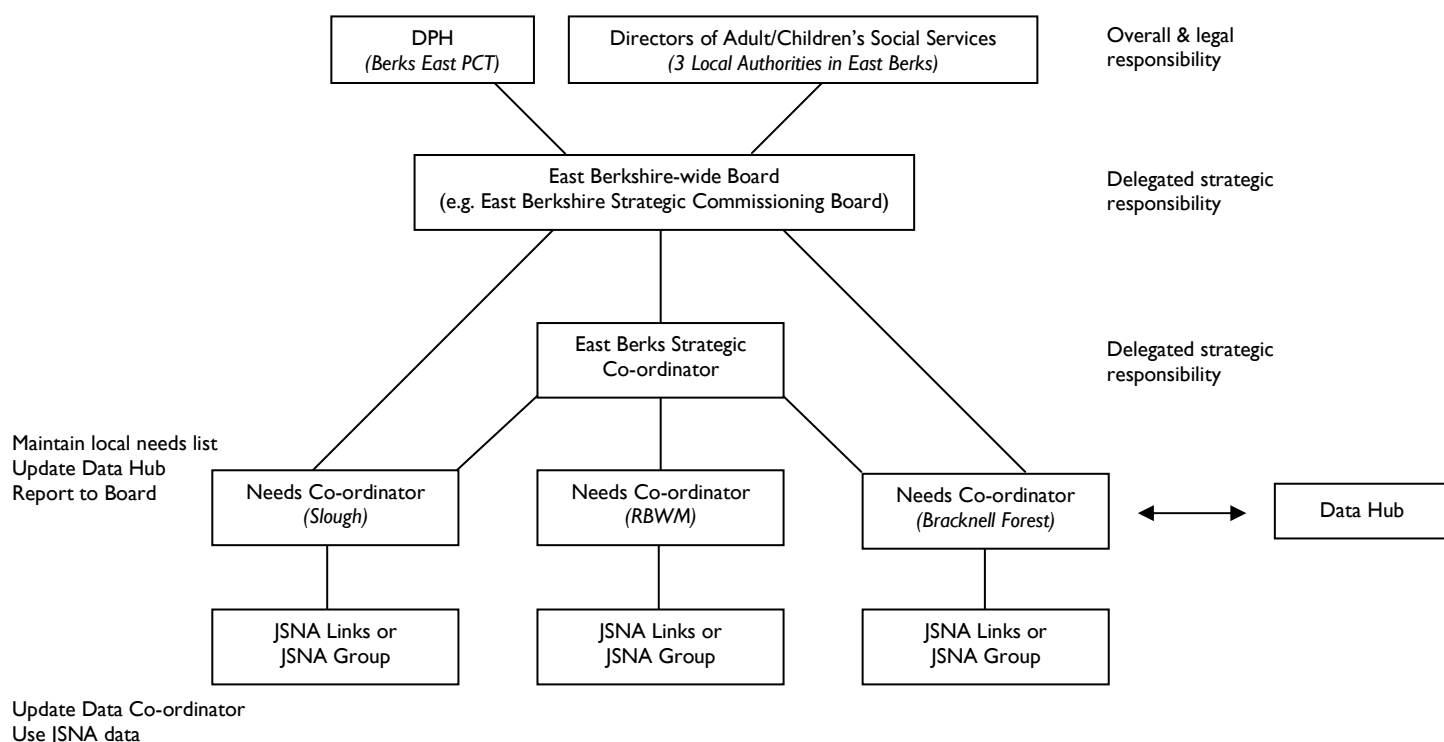 DPH
(Berks East PCT)
Directors of Adult/Children’s Social Services
(3 Local Authorities in East Berks)
Overall & legal
responsibility
East Berkshire-wide Board
(e.g. East Berkshire Strategic Commissioning Board)
Delegated strategic
responsibility
East Berks Strategic
Co-ordinator
Delegated strategic
responsibility
Maintain local needs list
Update Data Hub
Report to Board
Needs Co-ordinator
(Slough)
Needs Co-ordinator
(RBWM)
Needs Co-ordinator
(Bracknell Forest)
Data Hub
JSNA Links or
JSNA Group
JSNA Links or
JSNA Group
JSNA Links or
JSNA Group
Update Data Co-ordinator
Use JSNA data